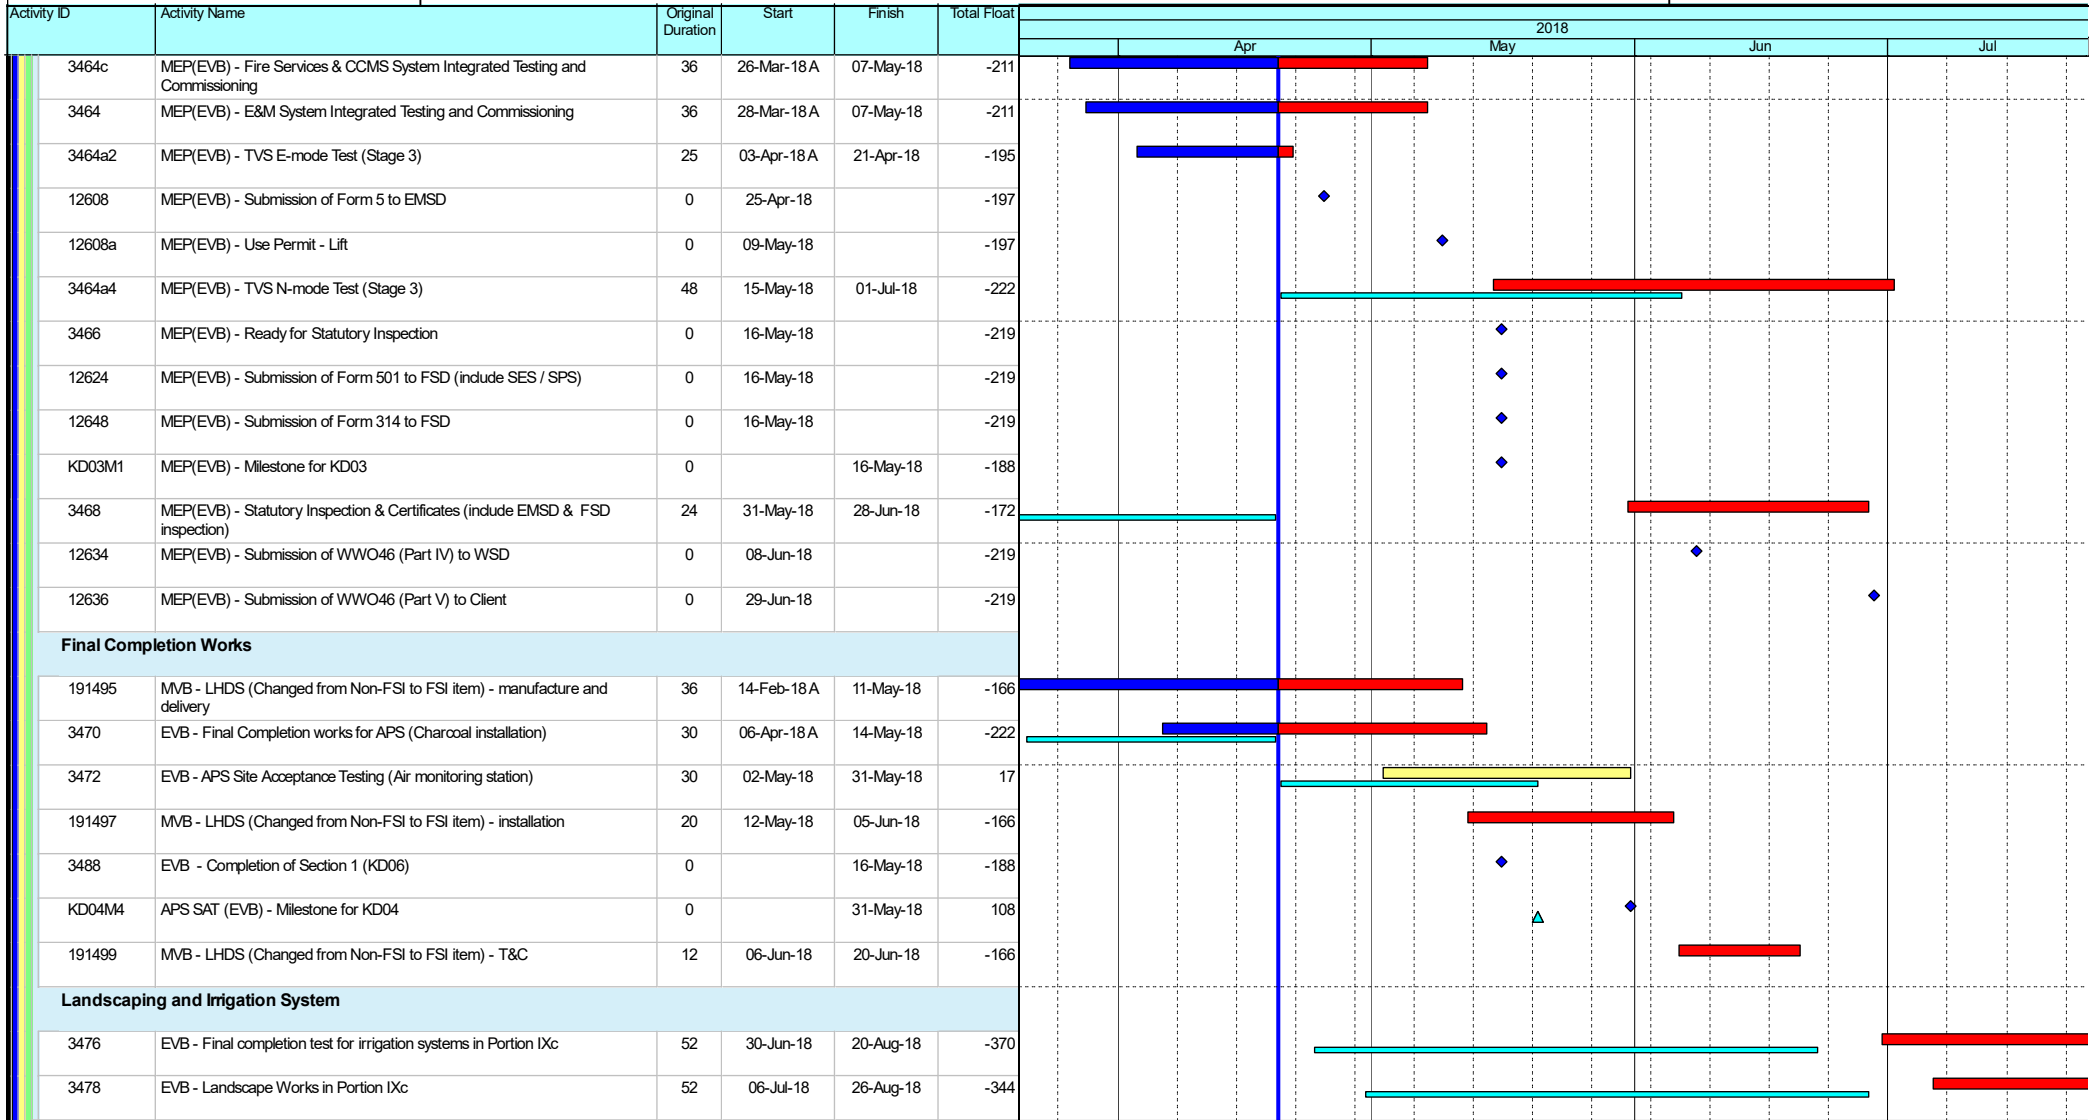 Activity ID Activity Name Original Duration Start Finish Total Float
2018
Apr May Jun Jul
3464c MEP(EVB) - Fire Services & CCMS System Integrated Testing and Commissioning 36 26-Mar-18 A 07-May-18 -211
3464 MEP(EVB) - E&M System Integrated Testing and Commissioning 36 28-Mar-18 A 07-May-18 -211
3464a2 MEP(EVB) - TVS E-mode Test (Stage 3) 25 03-Apr-18 A 21-Apr-18 -195
12608 MEP(EVB) - Submission of Form 5 to EMSD 0 25-Apr-18 -197
12608a MEP(EVB) - Use Permit - Lift 0 09-May-18 -197
3464a4 MEP(EVB) - TVS N-mode Test (Stage 3) 48 15-May-18 01-Jul-18 -222
3466 MEP(EVB) - Ready for Statutory Inspection 0 16-May-18 -219
12624 MEP(EVB) - Submission of Form 501 to FSD (include SES / SPS) 0 16-May-18 -219
12648 MEP(EVB) - Submission of Form 314 to FSD 0 16-May-18 -219
KD03M1 MEP(EVB) - Milestone for KD03 0 16-May-18 -188
3468 MEP(EVB) - Statutory Inspection & Certificates (include EMSD & FSD inspection) 24 31-May-18 28-Jun-18 -172
12634 MEP(EVB) - Submission of WWO46 (Part IV) to WSD 0 08-Jun-18 -219
12636 MEP(EVB) - Submission of WWO46 (Part V) to Client 0 29-Jun-18 -219
Final Completion Works
191495 MVB - LHDS (Changed from Non-FSI to FSI item) - manufacture and delivery 36 14-Feb-18 A 11-May-18 -166
3470 EVB - Final Completion works for APS (Charcoal installation) 30 06-Apr-18 A 14-May-18 -222
3472 EVB - APS Site Acceptance Testing (Air monitoring station) 30 02-May-18 31-May-18 17
191497 MVB - LHDS (Changed from Non-FSI to FSI item) - installation 20 12-May-18 05-Jun-18 -166
3488 EVB - Completion of Section 1 (KD06) 0 16-May-18 -188
KD04M4 APS SAT (EVB) - Milestone for KD04 0 31-May-18 108
191499 MVB - LHDS (Changed from Non-FSI to FSI item) - T&C 12 06-Jun-18 20-Jun-18 -166
Landscaping and Irrigation System
3476 EVB - Final completion test for irrigation systems in Portion IXc 52 30-Jun-18 20-Aug-18 -370
3478 EVB - Landscape Works in Portion IXc 52 06-Jul-18 26-Aug-18 -344